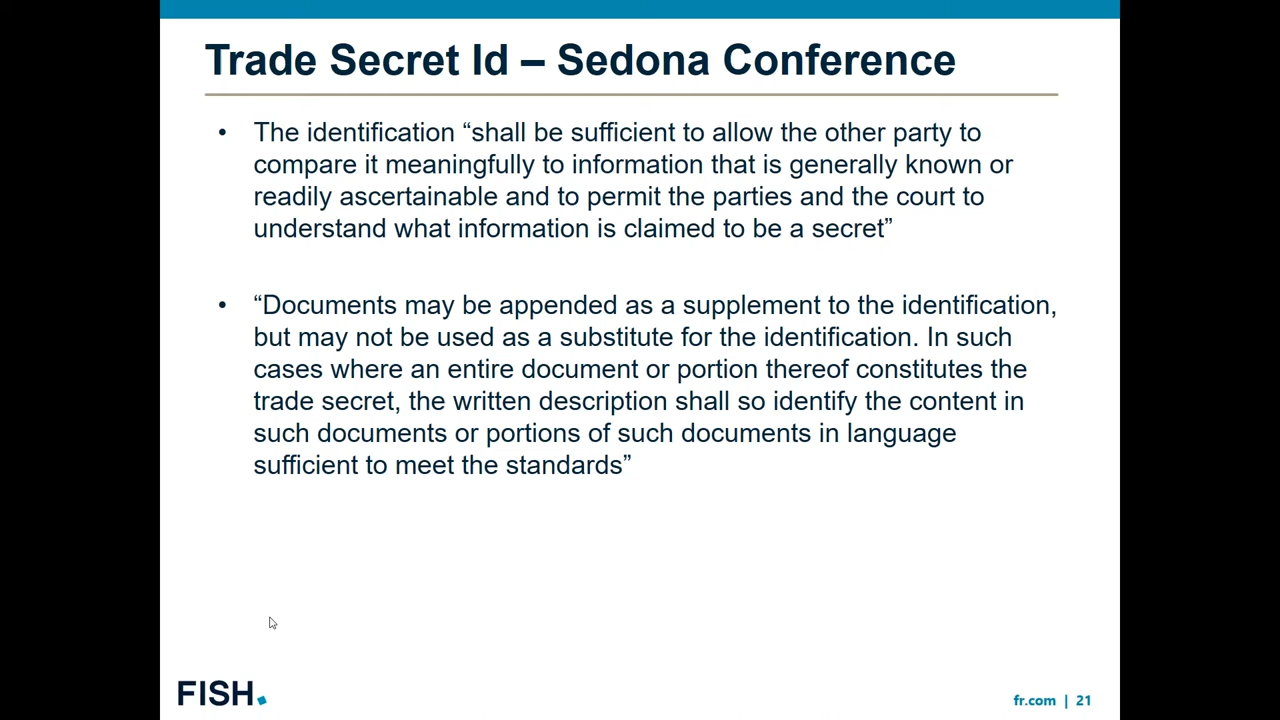 Trade Secret Id – Sedona Conference
• The identification “shall be sufficient to allow the other party to
compare it meaningfully to information that is generally known or
readily ascertainable and to permit the parties and the court to
understand what information is claimed to be a secret”
• “Documents may be appended as a supplement to the identification,
but may not be used as a substitute for the identification. In such
cases where an entire document or portion thereof constitutes the
trade secret, the written description shall so identify the content in
such documents or portions of such documents in language
sufficient to meet the standards”
FISH.
fr.com | 21